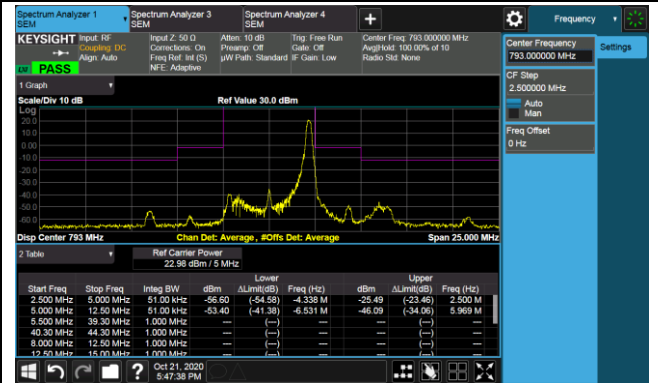 Spectrum Analyzer 1
SEM
Spectrum Analyzer 3
SEM
Spectrum Analyzer 4
SEM
Frequency
KEYSIGHT
Input: RF
Coupling: DC
Align: Auto
Input Z: 50 Ω
Corrections: On
Freq Ref: Int (S)
NFE: Adaptive
Atten: 10 dB
Preamp: Off
µW Path: Standard
Trig: Free Run
Gate: Off
IF Gain: Low
Center Freq: 793.000000 MHz
Avg|Hold: 100.00% of 10
Radio Std: None
PASS
Center Frequency
793.000000 MHz
Settings
CF Step
2.500000 MHz
Auto
Man
Freq Offset
0 Hz
1 Graph
Scale/Div 10 dB
Ref Value 30.0 dBm
Log
20.0
10.0
0.00
-10.0
-20.0
-30.0
-40.0
-50.0
-60.0
Disp Center 793 MHz
Chan Det: Average, #Offs Det: Average
Span 25.000 MHz
2 Table
Ref Carrier Power
22.98 dBm / 5 MHz
Lower Upper
Start Freq Stop Freq Integ BW dBm ΔLimit(dB) Freq (Hz) dBm ΔLimit(dB) Freq (Hz)
2.500 MHz 5.000 MHz 51.00 kHz -56.60 (-54.58) -4.338 M -25.49 (-23.46) 2.500 M
5.000 MHz 12.50 MHz 51.00 kHz -53.40 (-41.38) -6.531 M -46.09 (-34.06) 5.969 M
5.500 MHz 39.30 MHz 1.000 MHz --- (---) --- (---)
40.30 MHz 44.30 MHz 1.000 MHz --- (---) --- (---)
8.000 MHz 12.50 MHz 1.000 MHz --- (---) --- (---)
12.50 MHz 15.00 MHz 1.000 MHz --- (---) --- (---)
?
Oct 21, 2020
5:47:38 PM